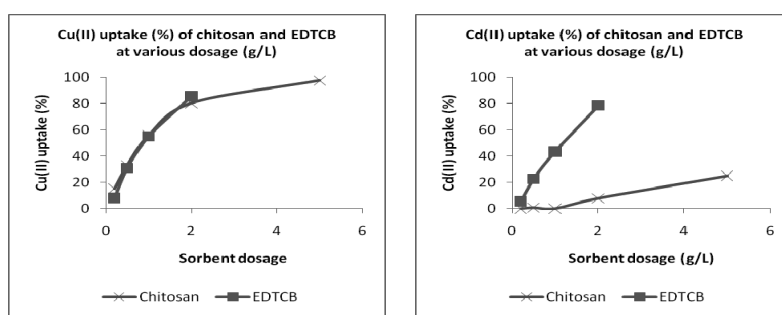 Cu(II) uptake (%) of chitosan and EDTCB
at various dosage (g/L)
Cu(II) uptake (%)
100
80
60
40
20
0
0 2 4 6
Sorbent dosage
Chitosan EDTCB
Cd(II) uptake (%) of chitosan and EDTCB
at various dosage (g/L)
Cd(II) uptake (%)
100
80
60
40
20
0
0 2 4 6
Sorbent dosage (g/L)
Chitosan EDTCB